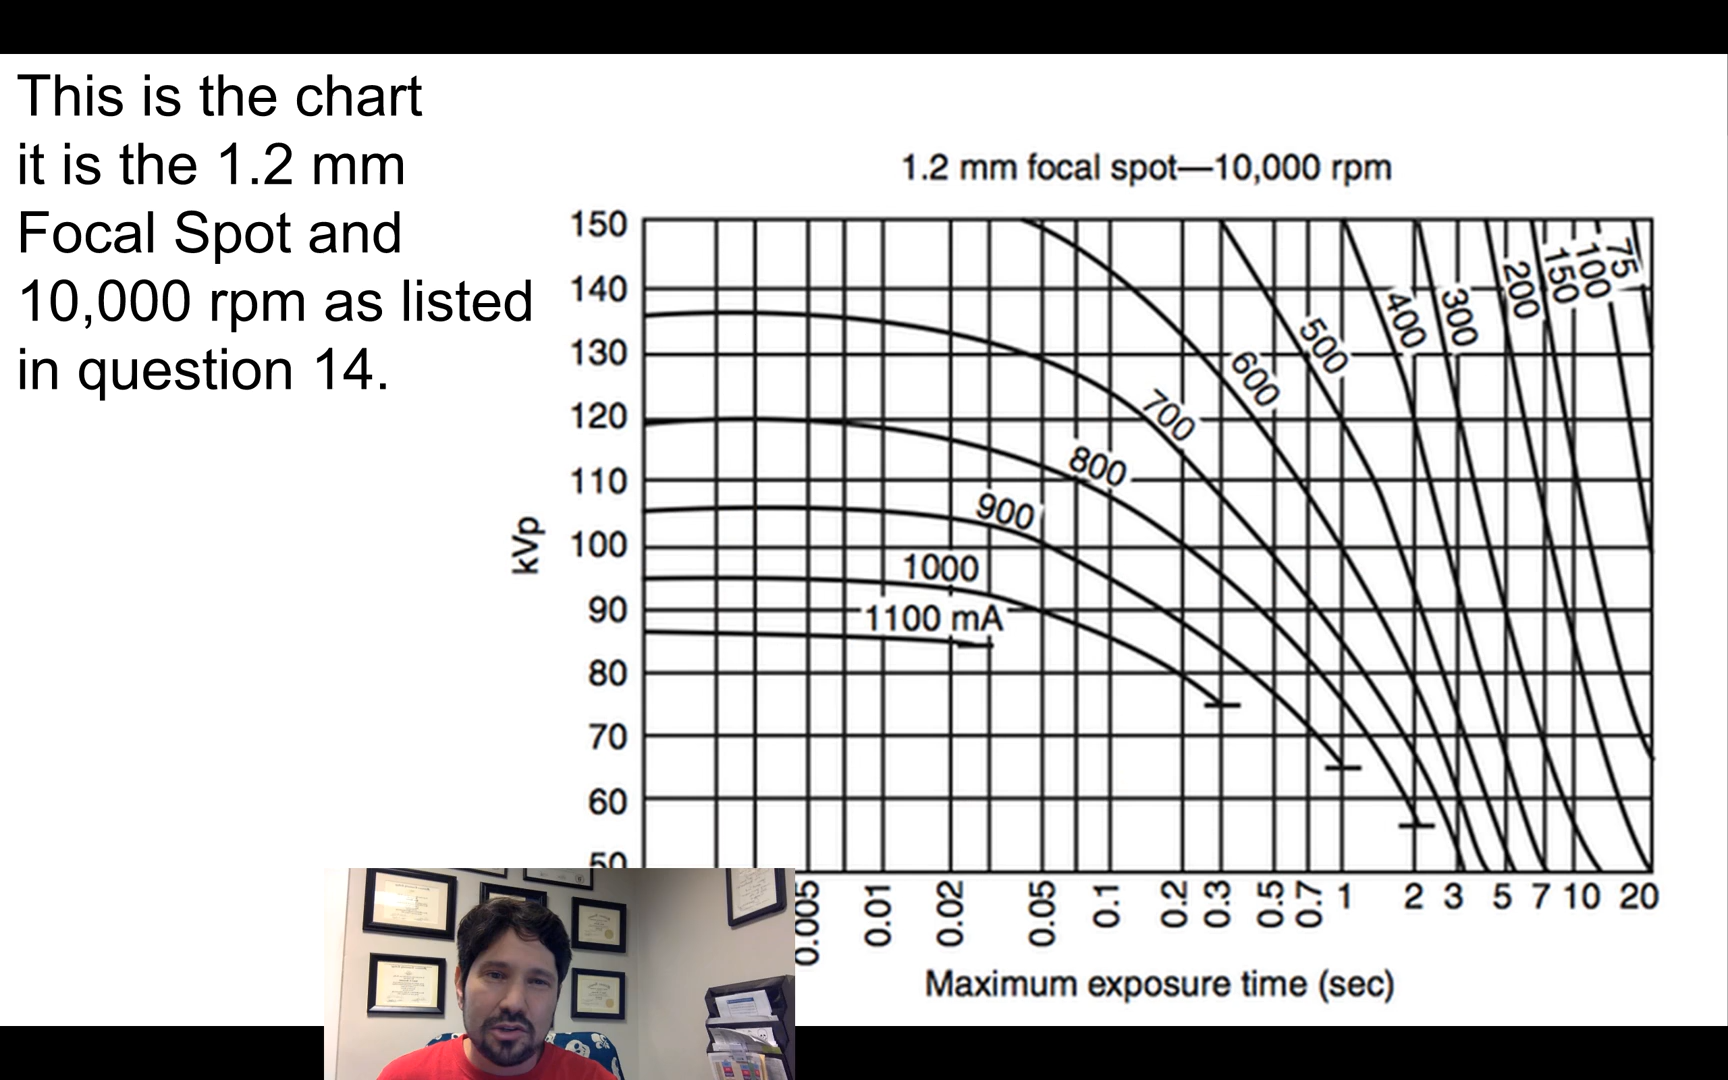 This is the chart
it is the 1.2 mm
Focal Spot and
10,000 rpm as listed
in question 14.
1.2 mm focal spot—10,000 rpm
150
140
130
120
110
100
90
80
70
60
50
kVp
75
100
150
200
300
400
500
600
700
800
900
1000
1100 mA
0.005 0.01 0.02 0.05 0.1 0.2 0.3 0.5 0.7 1 2 3 5 7 10 20
Maximum exposure time (sec)